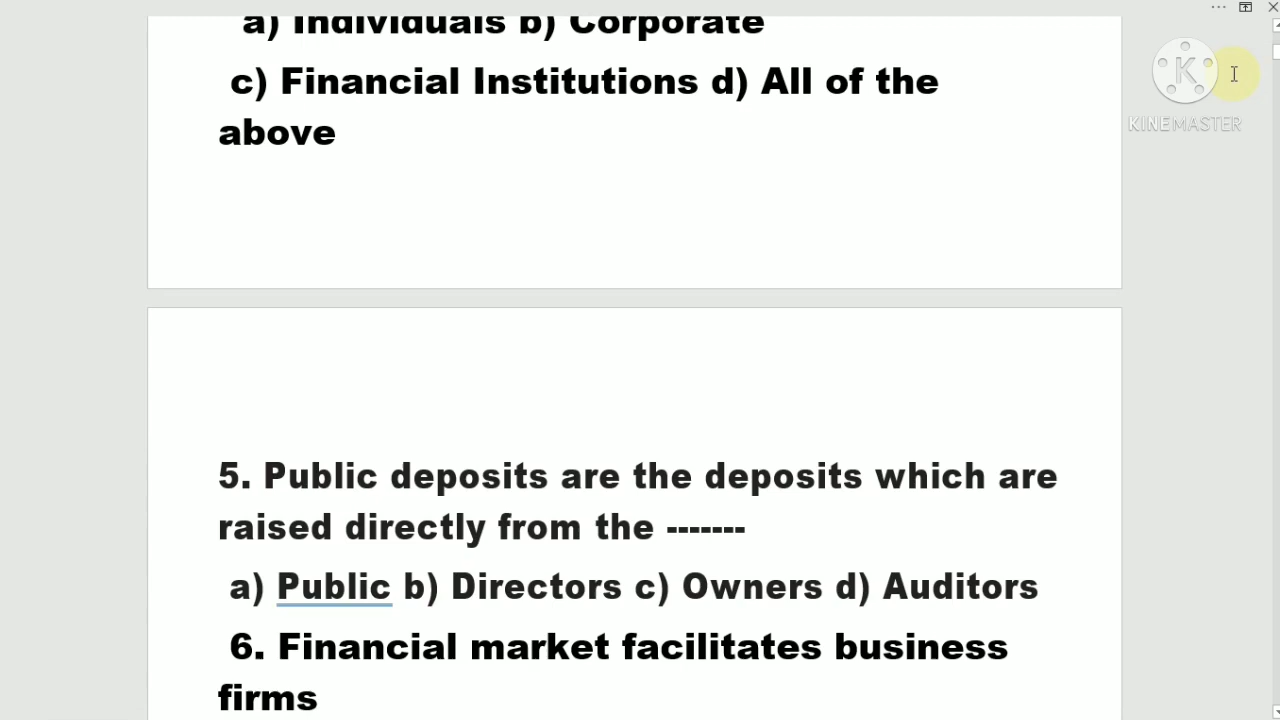 a) Individuals b) Corporate
c) Financial Institutions d) All of the
above
K
KINEMASTER
5. Public deposits are the deposits which are
raised directly from the -------
a) Public b) Directors c) Owners d) Auditors
6. Financial market facilitates business
firms